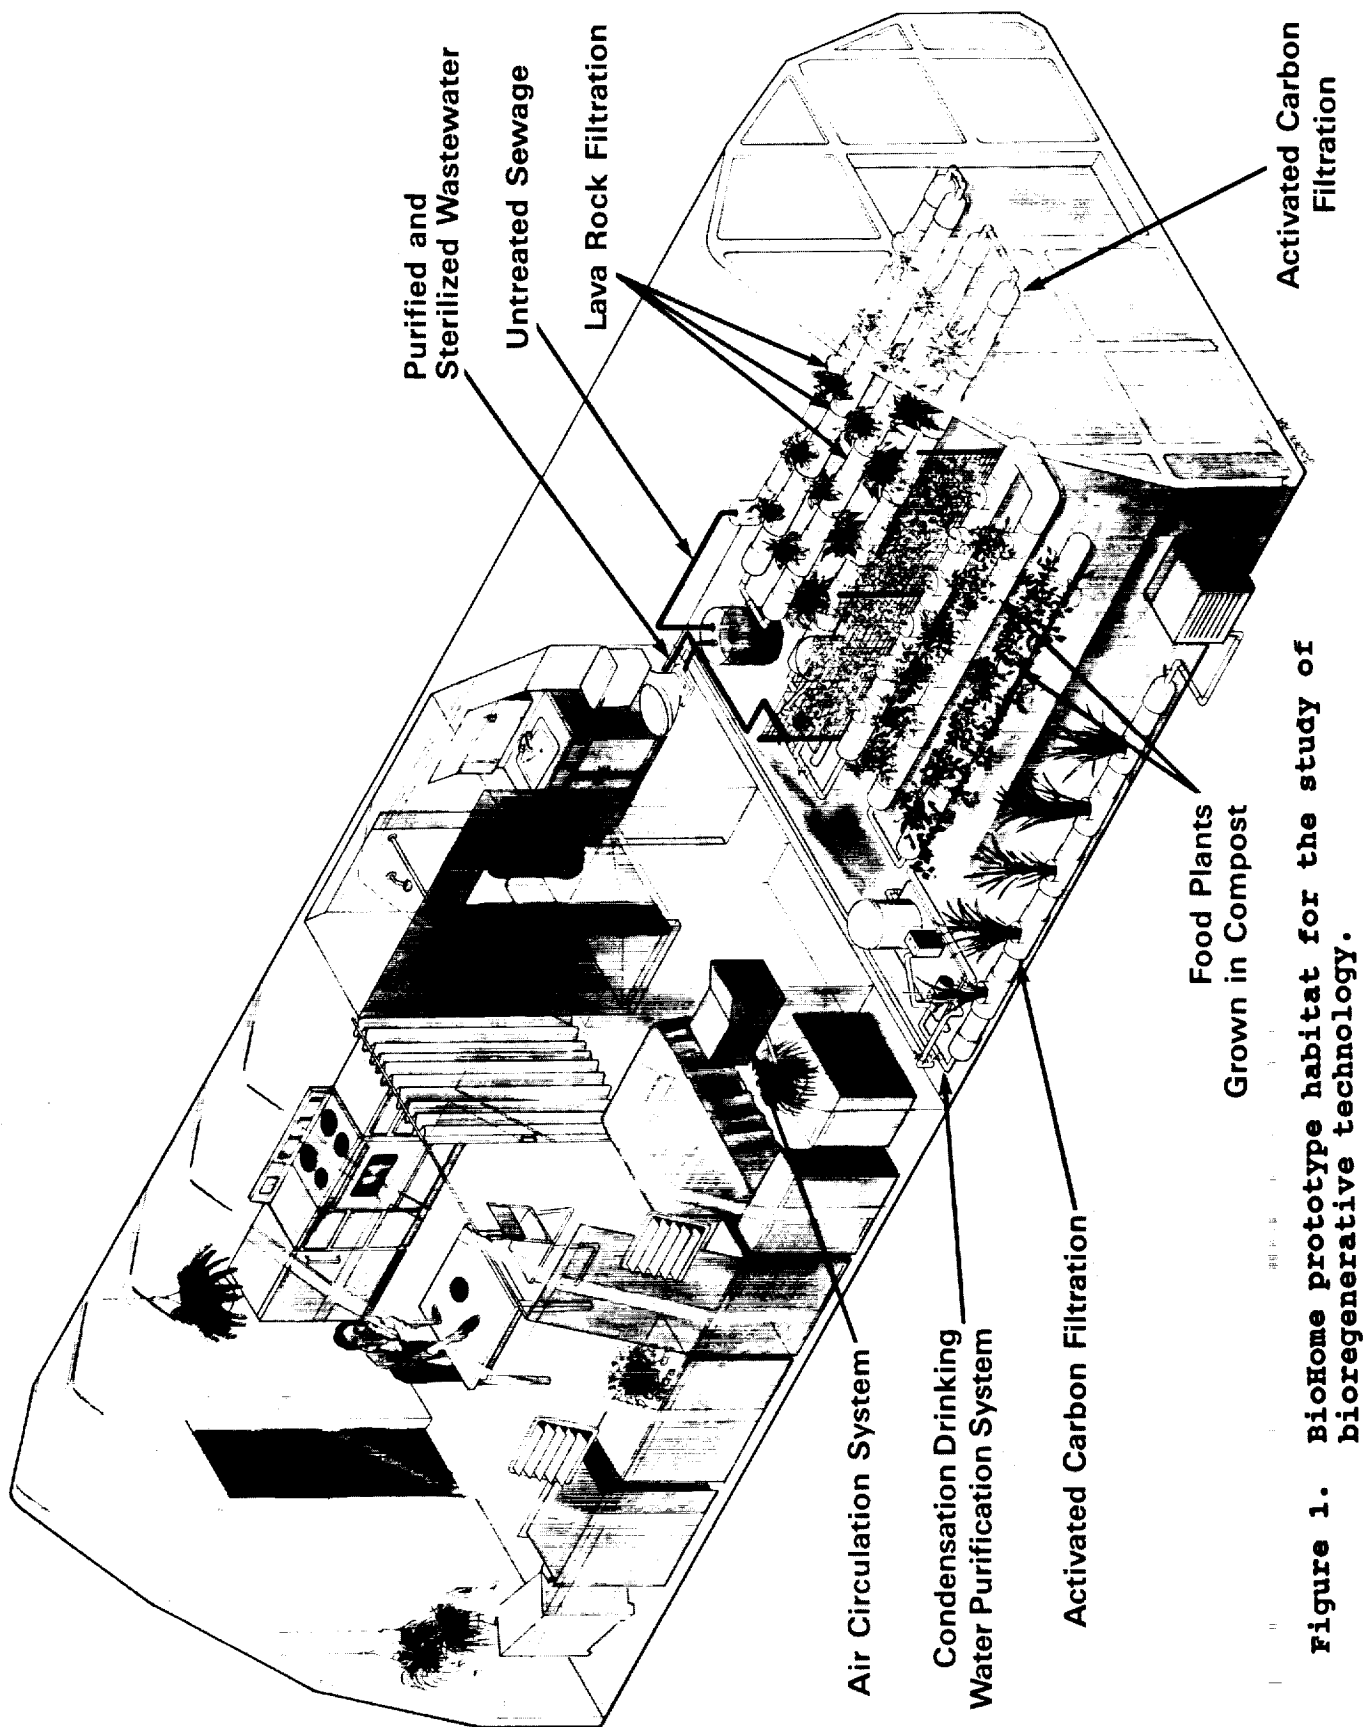 Purified and
Sterilized Wastewater
Untreated Sewage
Lava Rock Filtration
Activated Carbon
Filtration
Air Circulation System
Condensation Drinking
Water Purification System
Activated Carbon Filtration
Food Plants
Grown in Compost
Figure 1. BioHome prototype habitat for the study of
bioregenerative technology.